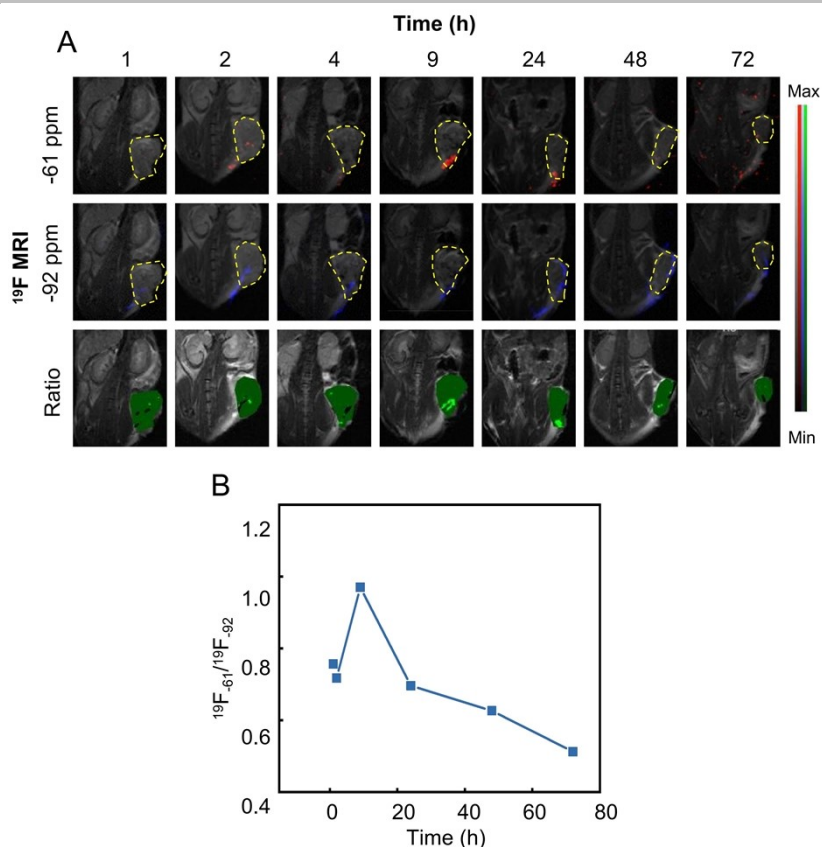 Time (h)
A
1 2 4 9 24 48 72
Max
-61 ppm
¹⁹F MRI
-92 ppm
Ratio
Min
B
1.2
1.0
0.8
0.6
0.4
¹⁹F₋₆₁/¹⁹F₋₉₂
0 20 40 60 80
Time (h)